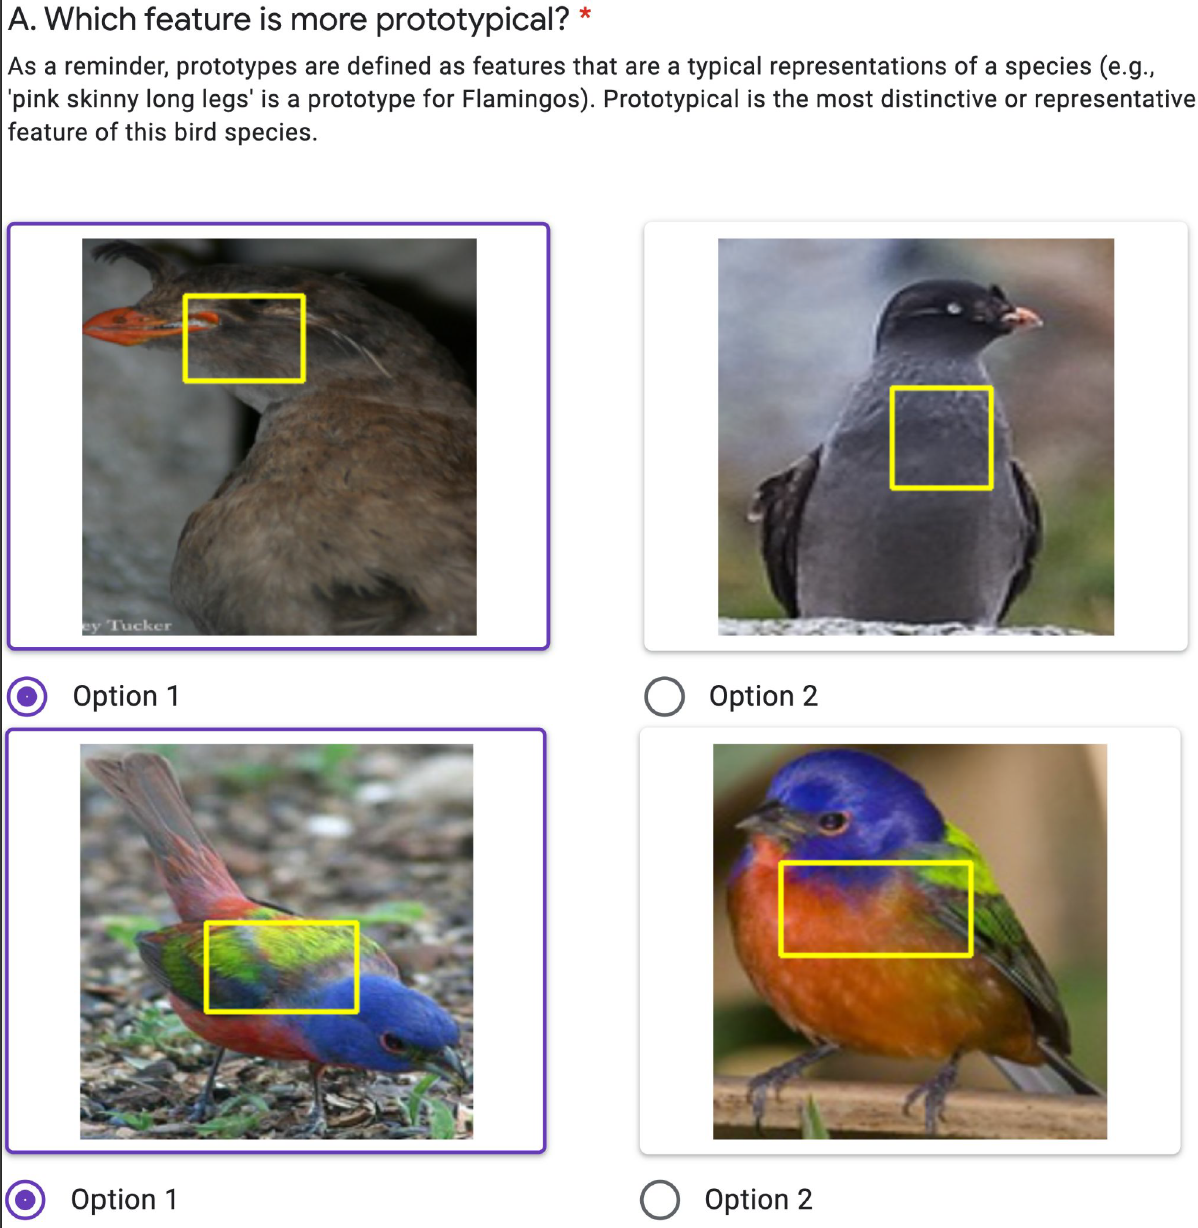 A. Which feature is more prototypical? *
As a reminder, prototypes are defined as features that are a typical representations of a species (e.g.,
'pink skinny long legs' is a prototype for Flamingos). Prototypical is the most distinctive or representative
feature of this bird species.
ey Tucker
Option 1
Option 2
Option 1
Option 2